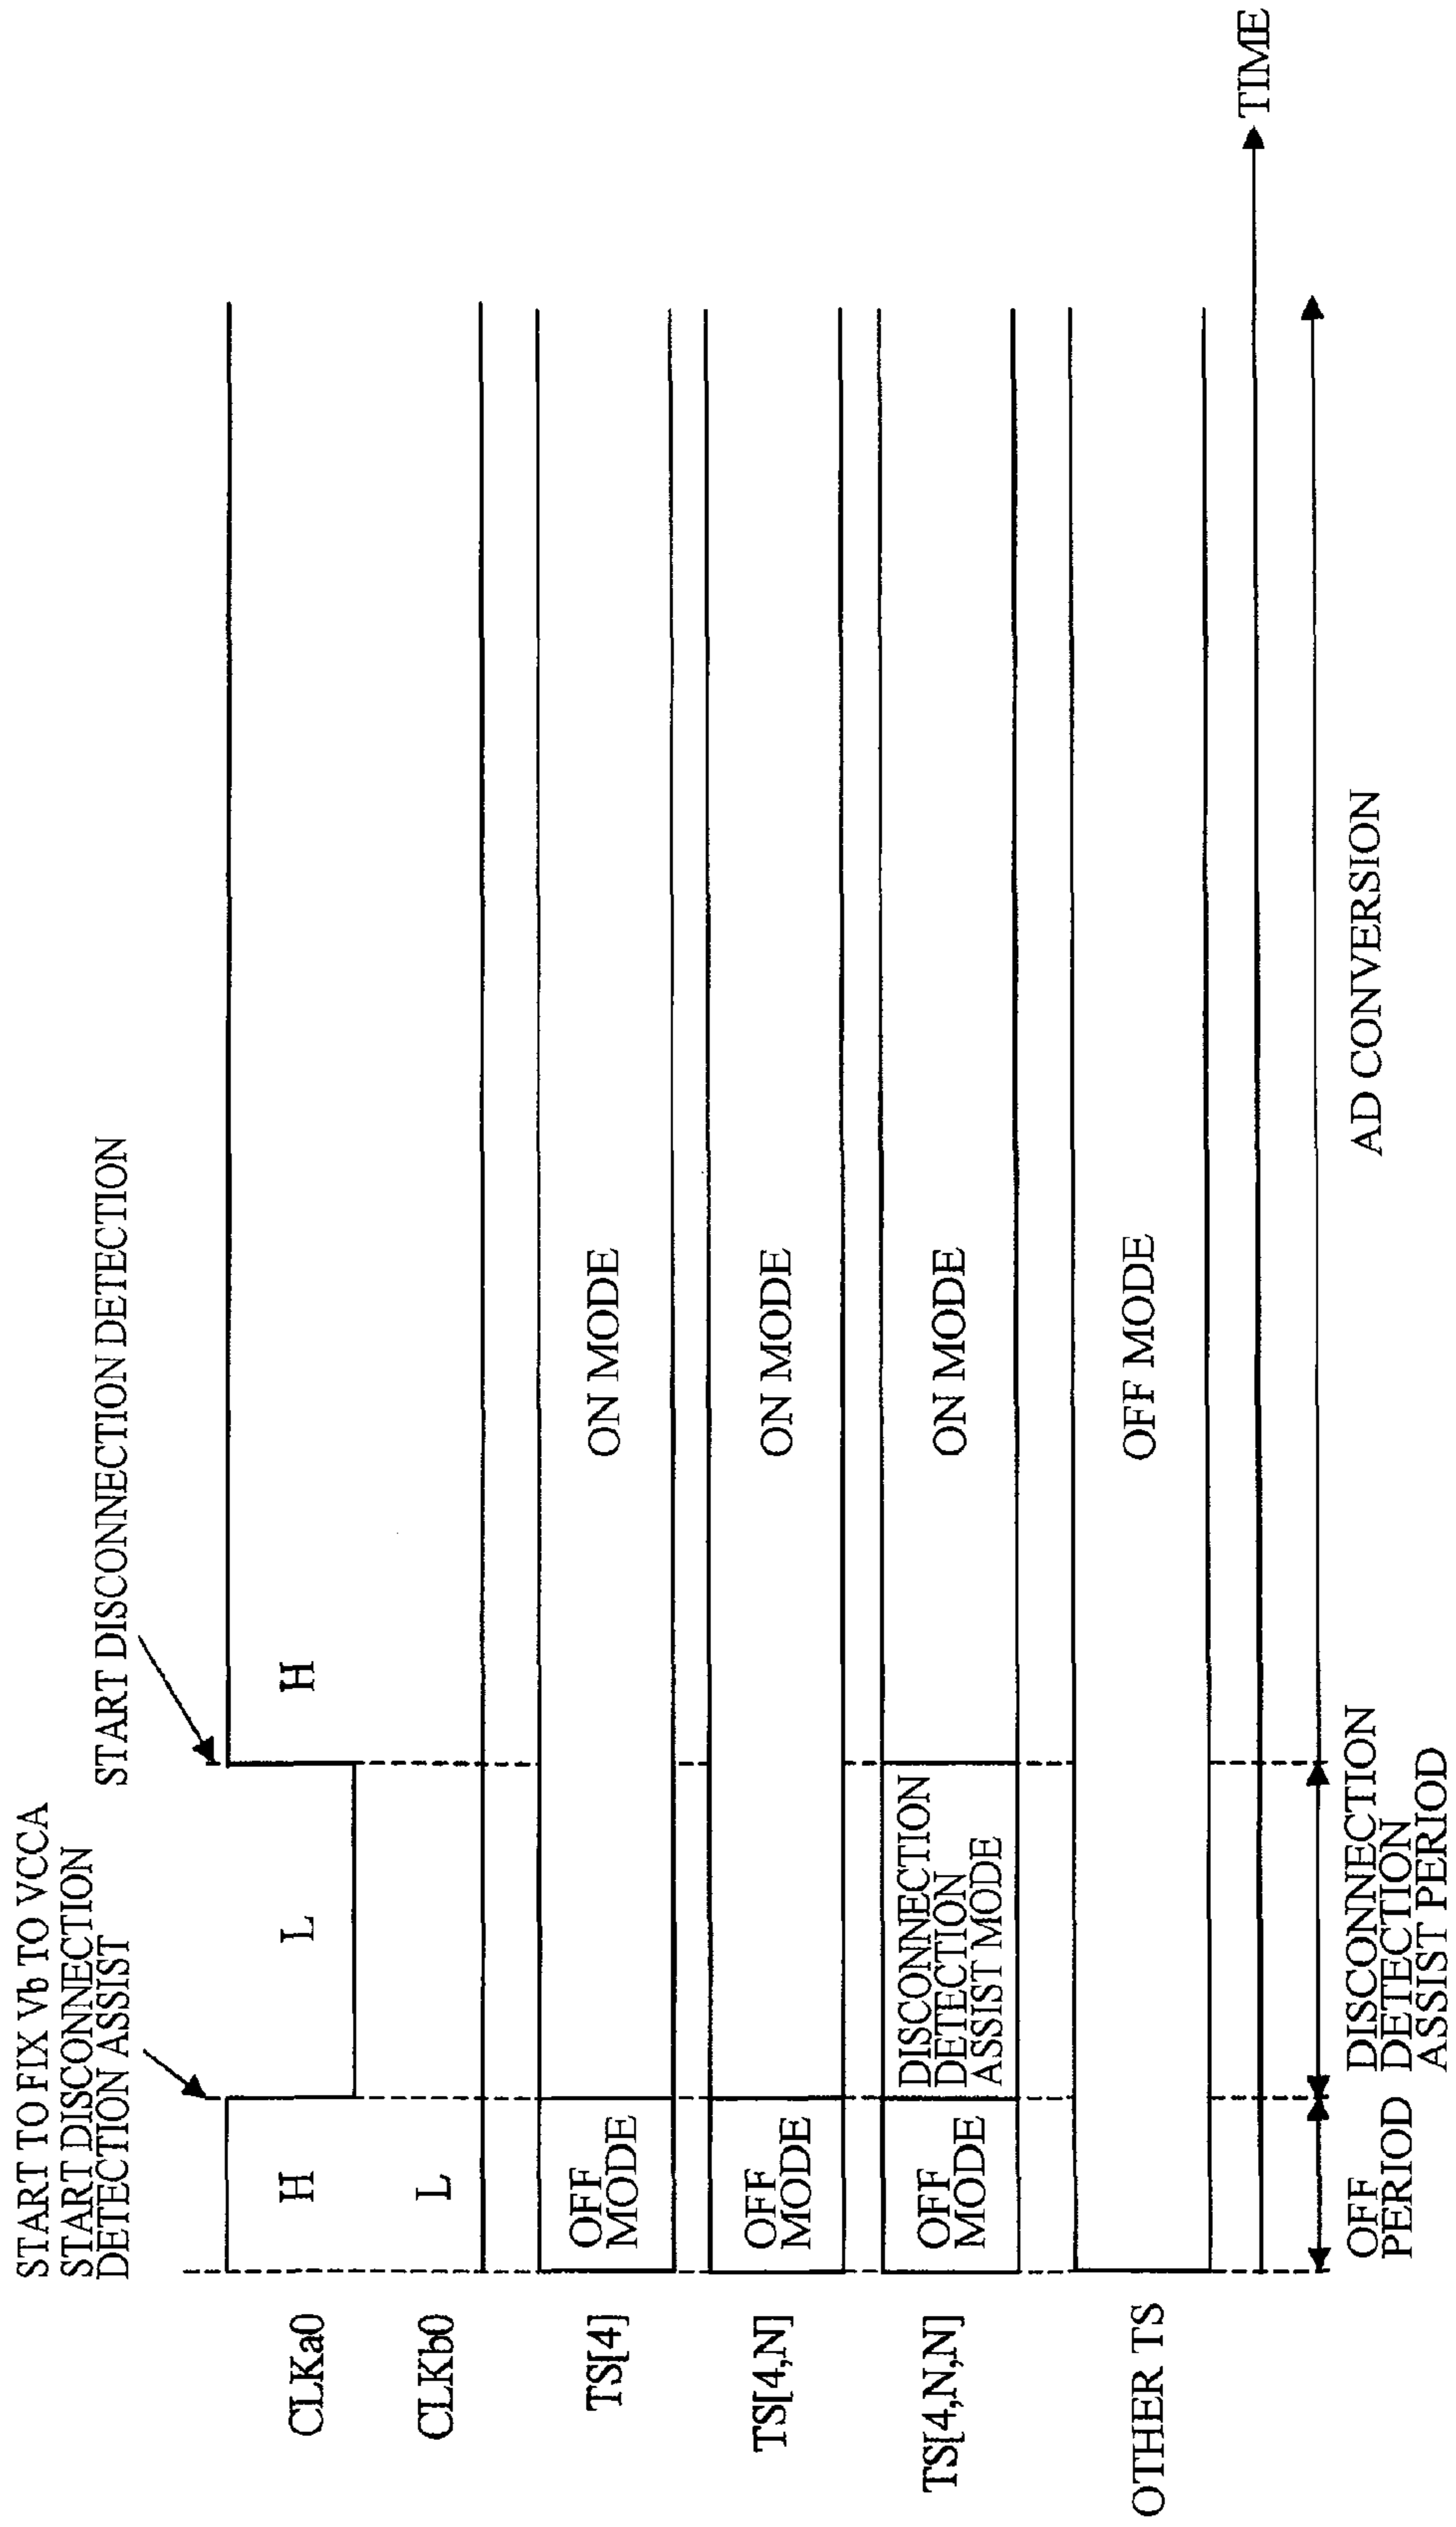 START TO FIX Vb TO VCCA
START DISCONNECTION
DETECTION ASSIST
START DISCONNECTION DETECTION
CLKa0
H
L
H
CLKb0
L
TS[4]
OFF
MODE
ON MODE
TS[4,N]
OFF
MODE
ON MODE
TS[4,N,N]
OFF
MODE
DISCONNECTION
DETECTION
ASSIST MODE
ON MODE
OTHER TS
OFF MODE
TIME
OFF
PERIOD
DISCONNECTION
DETECTION
ASSIST PERIOD
AD CONVERSION